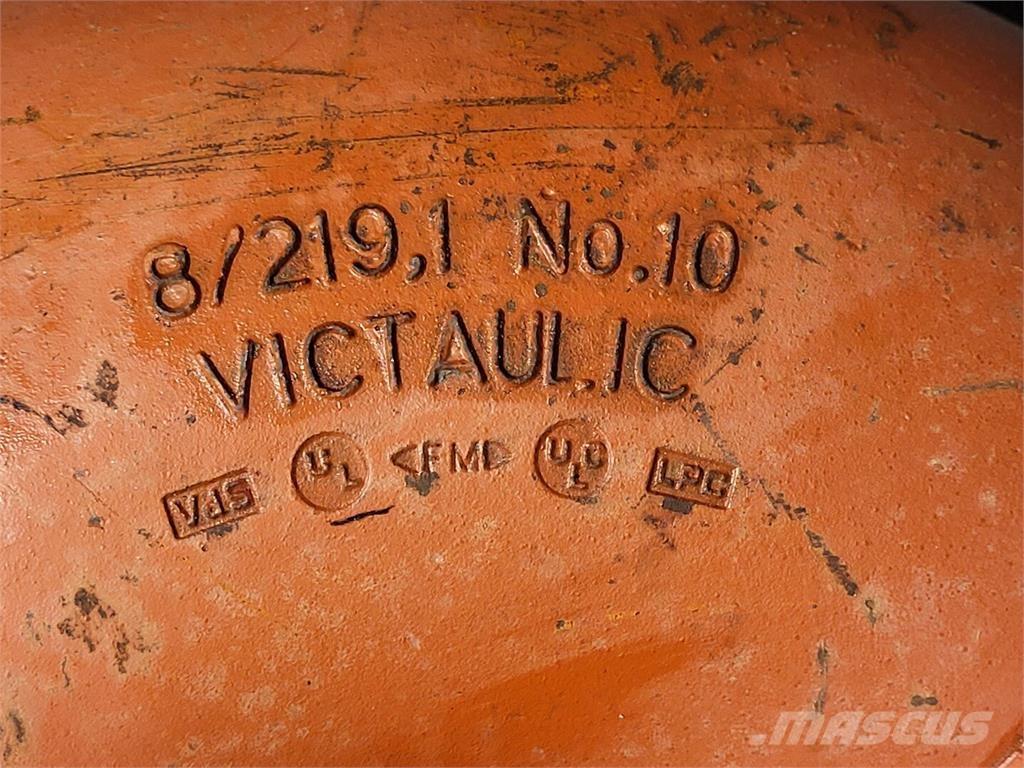 8/219,1 No.10
VICTAULIC
VdS UL <FM> ULC LPC
mascus